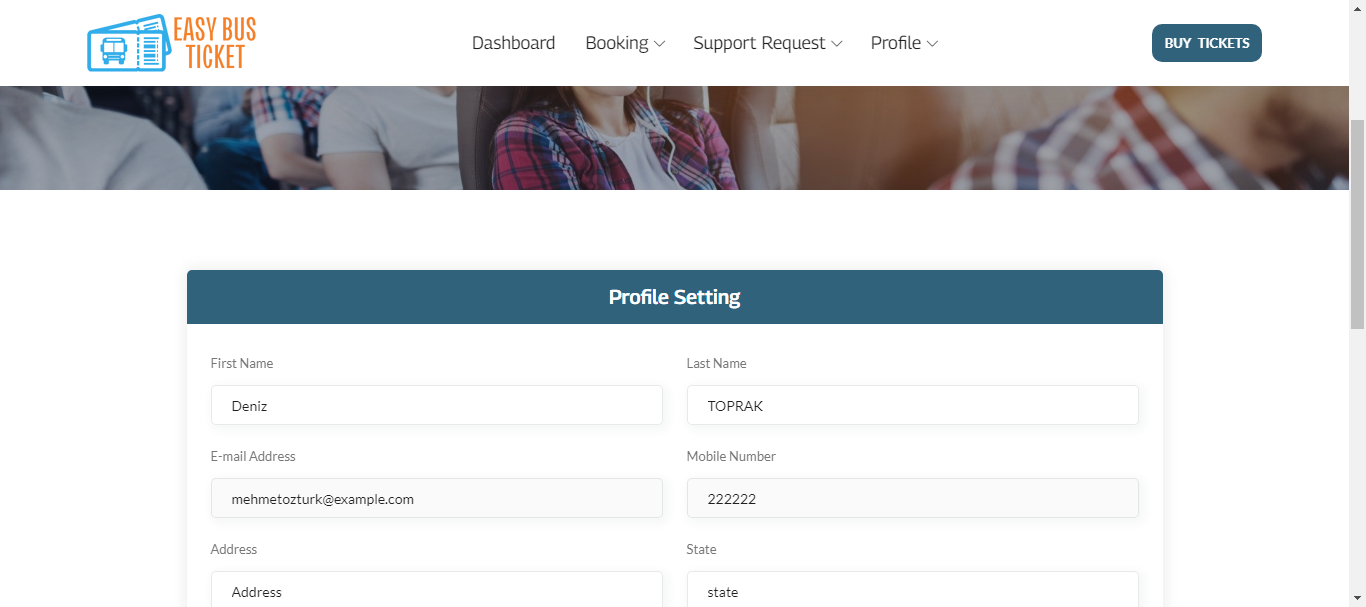 EASY BUS
TICKET
Dashboard
Booking
Support Request
Profile
BUY TICKETS
Profile Setting
First Name
Last Name
Deniz
TOPRAK
E-mail Address
Mobile Number
mehmetozturk@example.com
222222
Address
State
Address
state